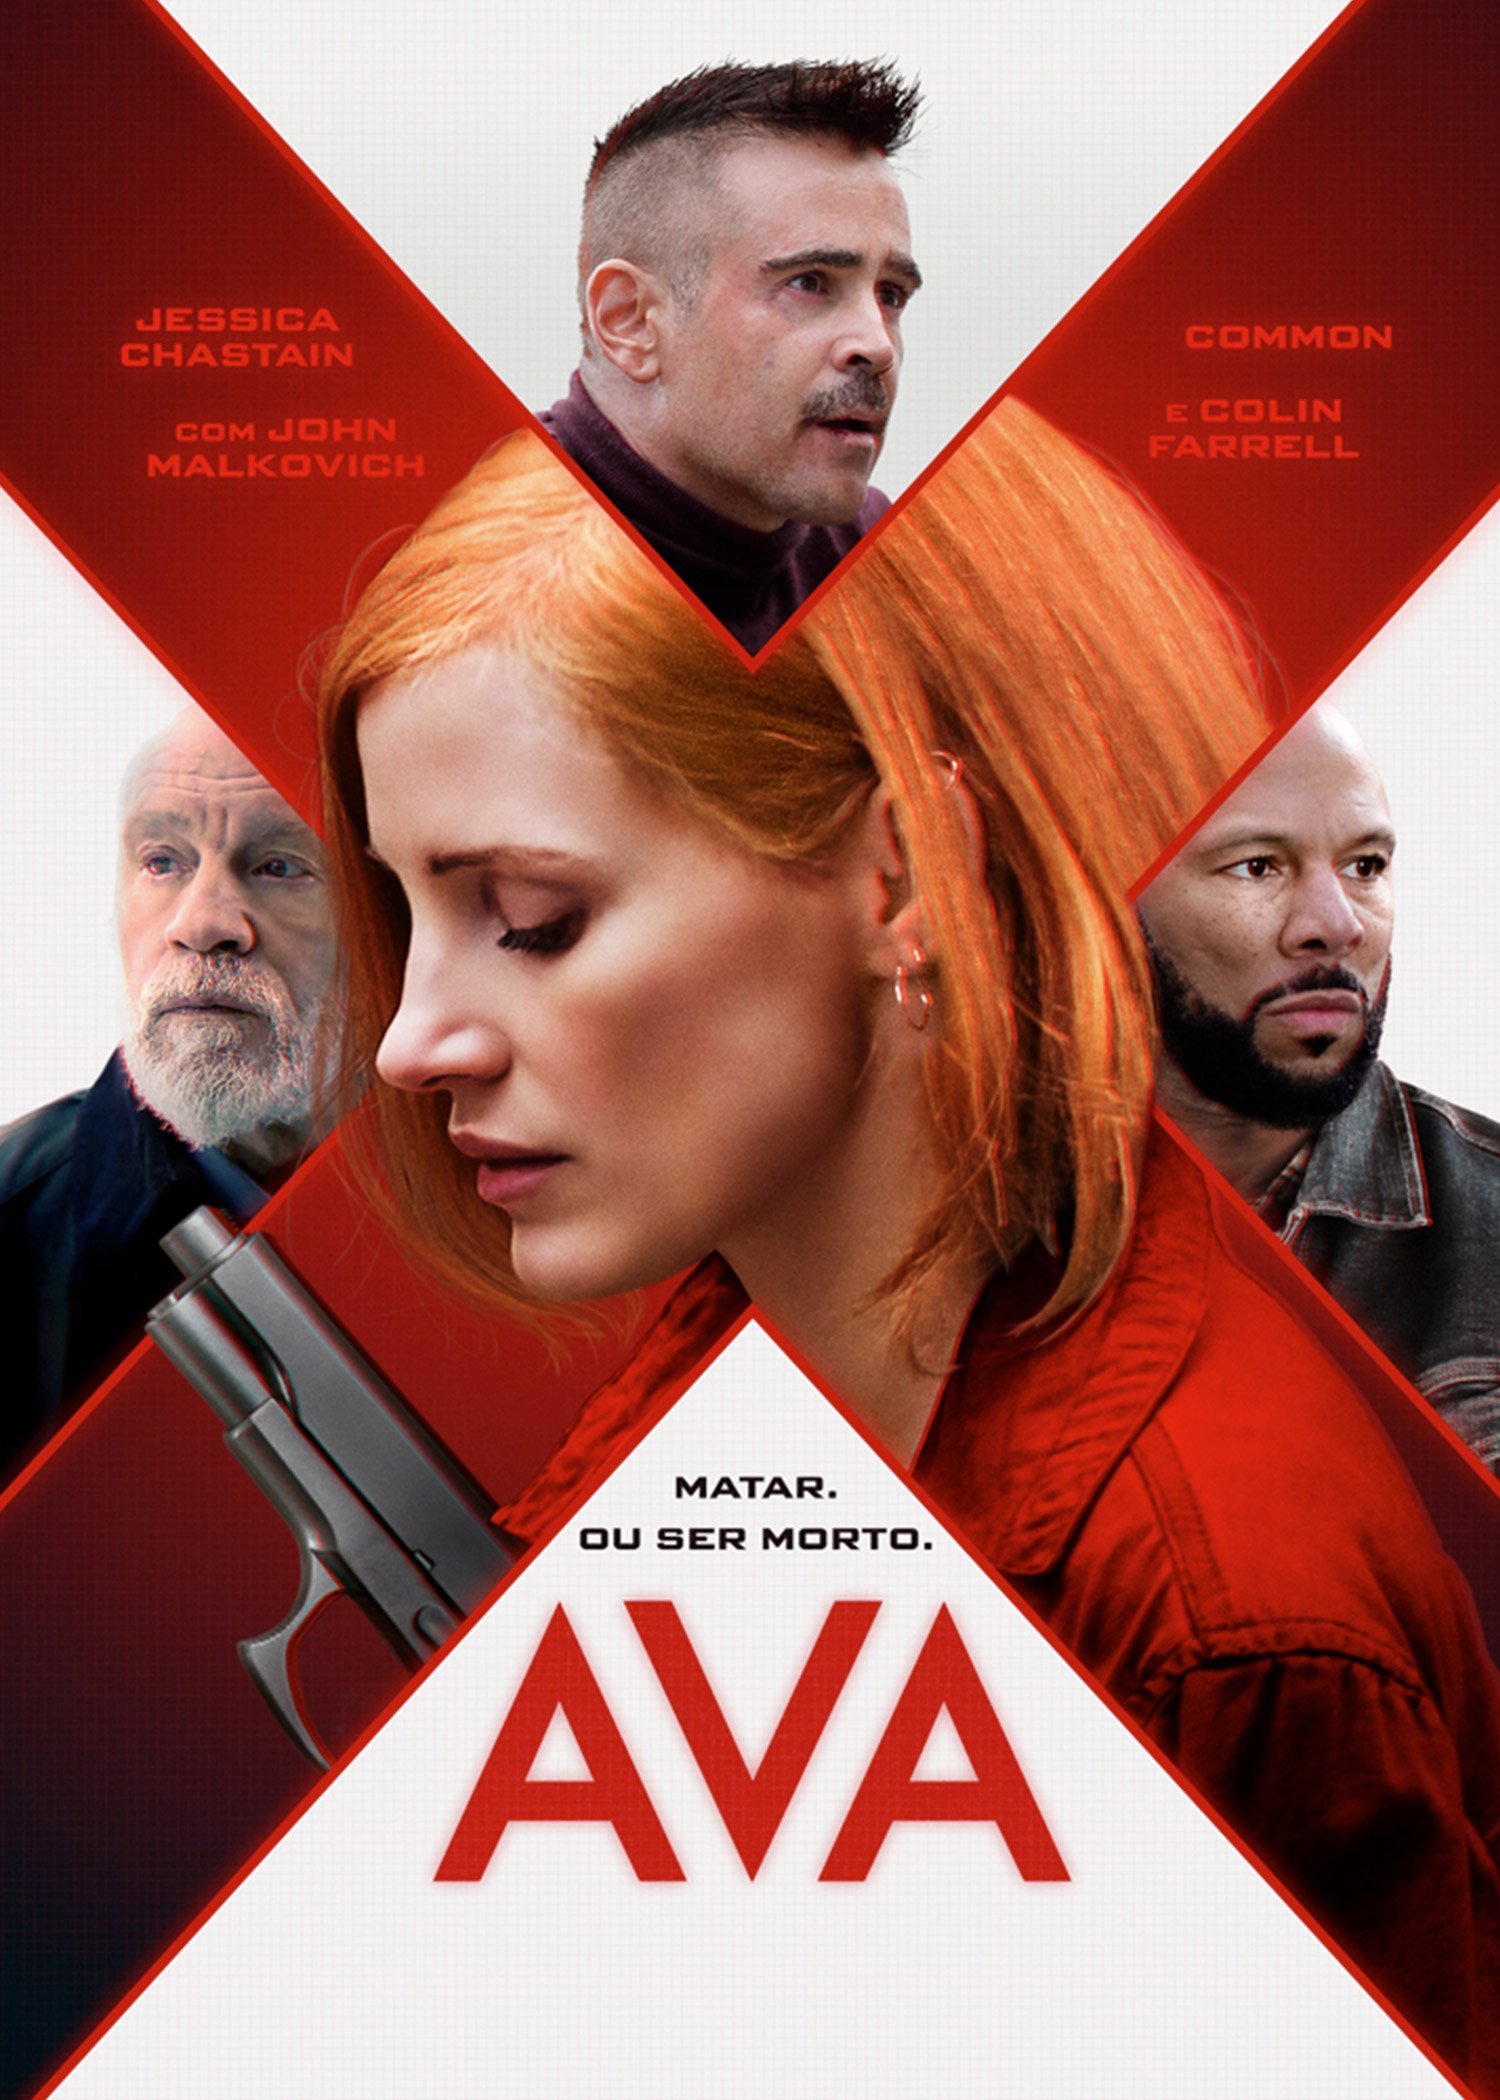 JESSICA
CHASTAIN
COM JOHN
MALKOVICH
COMMON
E COLIN
FARRELL
MATAR.
OU SER MORTO.
AVA